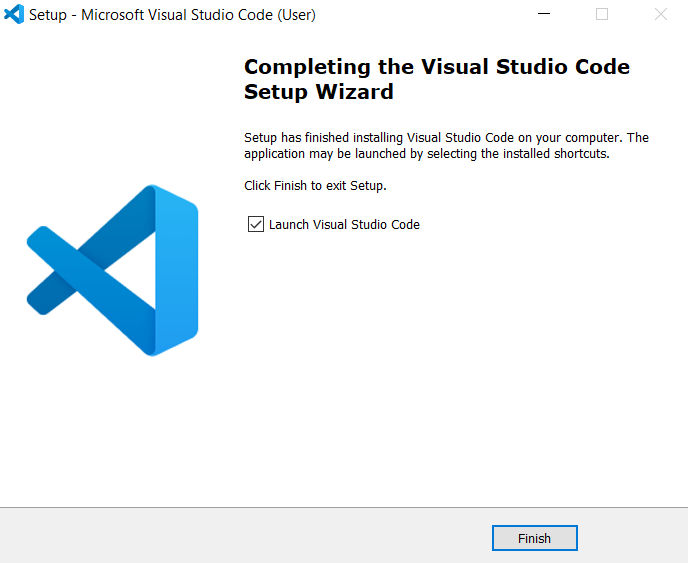 Setup - Microsoft Visual Studio Code (User)
Completing the Visual Studio Code
Setup Wizard
Setup has finished installing Visual Studio Code on your computer. The
application may be launched by selecting the installed shortcuts.
Click Finish to exit Setup.
Launch Visual Studio Code
Finish